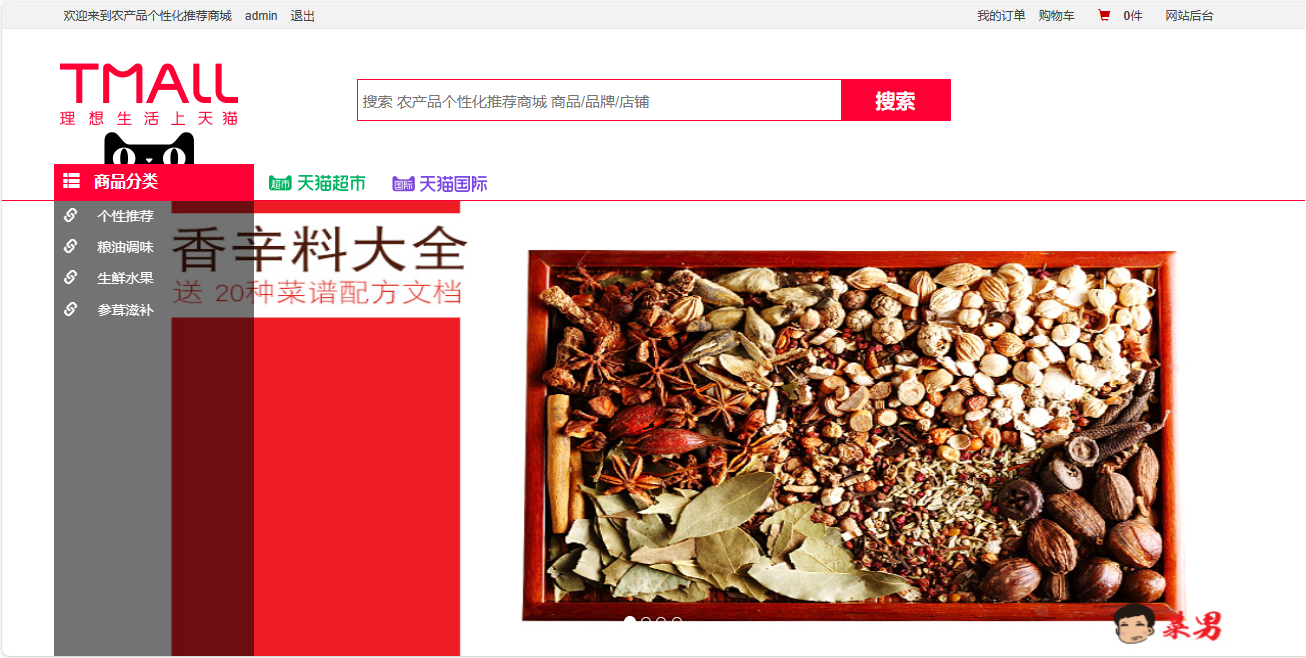 欢迎来到农产品个性化推荐商城 admin 退出
我的订单 购物车 0件 网站后台
TMALL
理想生活上天猫
搜索 农产品个性化推荐商城 商品/品牌/店铺
搜索
商品分类
超市 天猫超市
国际 天猫国际
个性推荐
粮油调味
生鲜水果
参茸滋补
香辛料大全
送 20种菜谱配方文档
菜男